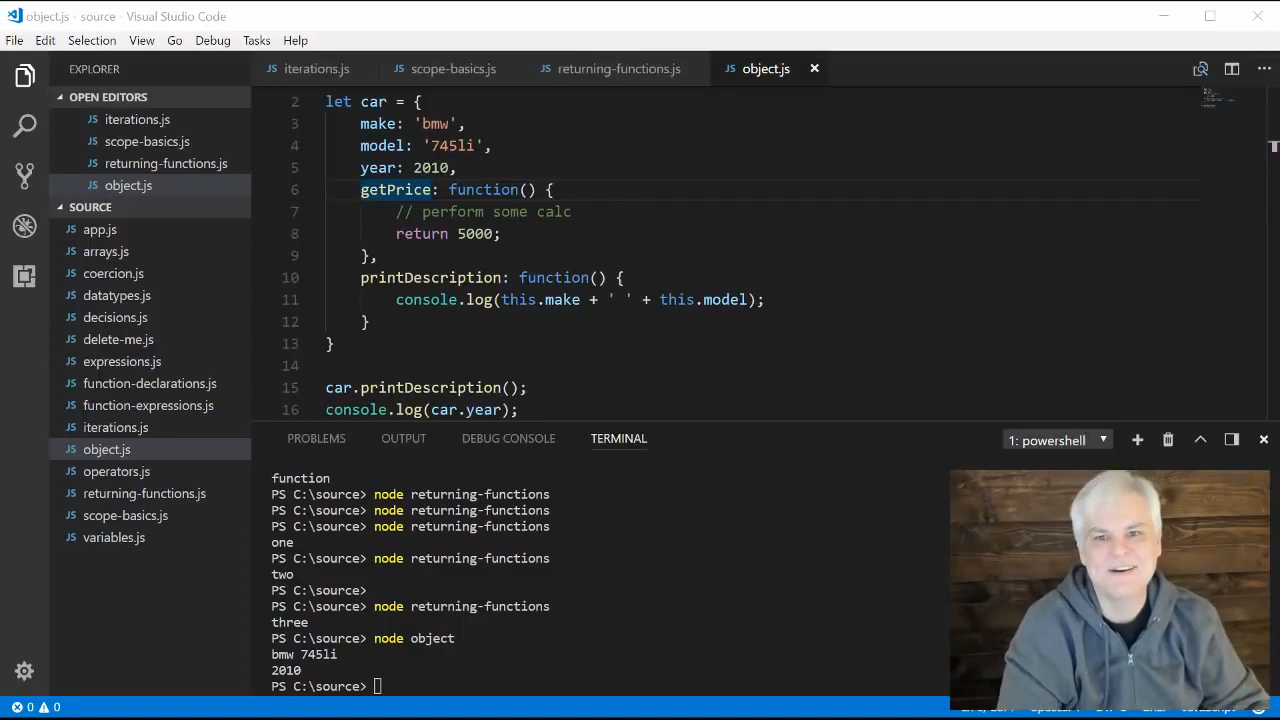 object.js - source - Visual Studio Code
File Edit Selection View Go Debug Tasks Help
EXPLORER
iterations.js scope-basics.js returning-functions.js object.js
OPEN EDITORS
iterations.js
scope-basics.js
returning-functions.js
object.js
SOURCE
app.js
arrays.js
coercion.js
datatypes.js
decisions.js
delete-me.js
expressions.js
function-declarations.js
function-expressions.js
iterations.js
object.js
operators.js
returning-functions.js
scope-basics.js
variables.js
2 let car = {
3 make: 'bmw',
4 model: '745li',
5 year: 2010,
6 getPrice: function() {
7 // perform some calc
8 return 5000;
9 },
10 printDescription: function() {
11 console.log(this.make + ' ' + this.model);
12 }
13 }
14
15 car.printDescription();
16 console.log(car.year);
PROBLEMS OUTPUT DEBUG CONSOLE TERMINAL 1: powershell
function
PS C:\source> node returning-functions
PS C:\source> node returning-functions
PS C:\source> node returning-functions
one
PS C:\source> node returning-functions
two
PS C:\source>
PS C:\source> node returning-functions
three
PS C:\source> node object
bmw 745li
2010
PS C:\source>
0 0